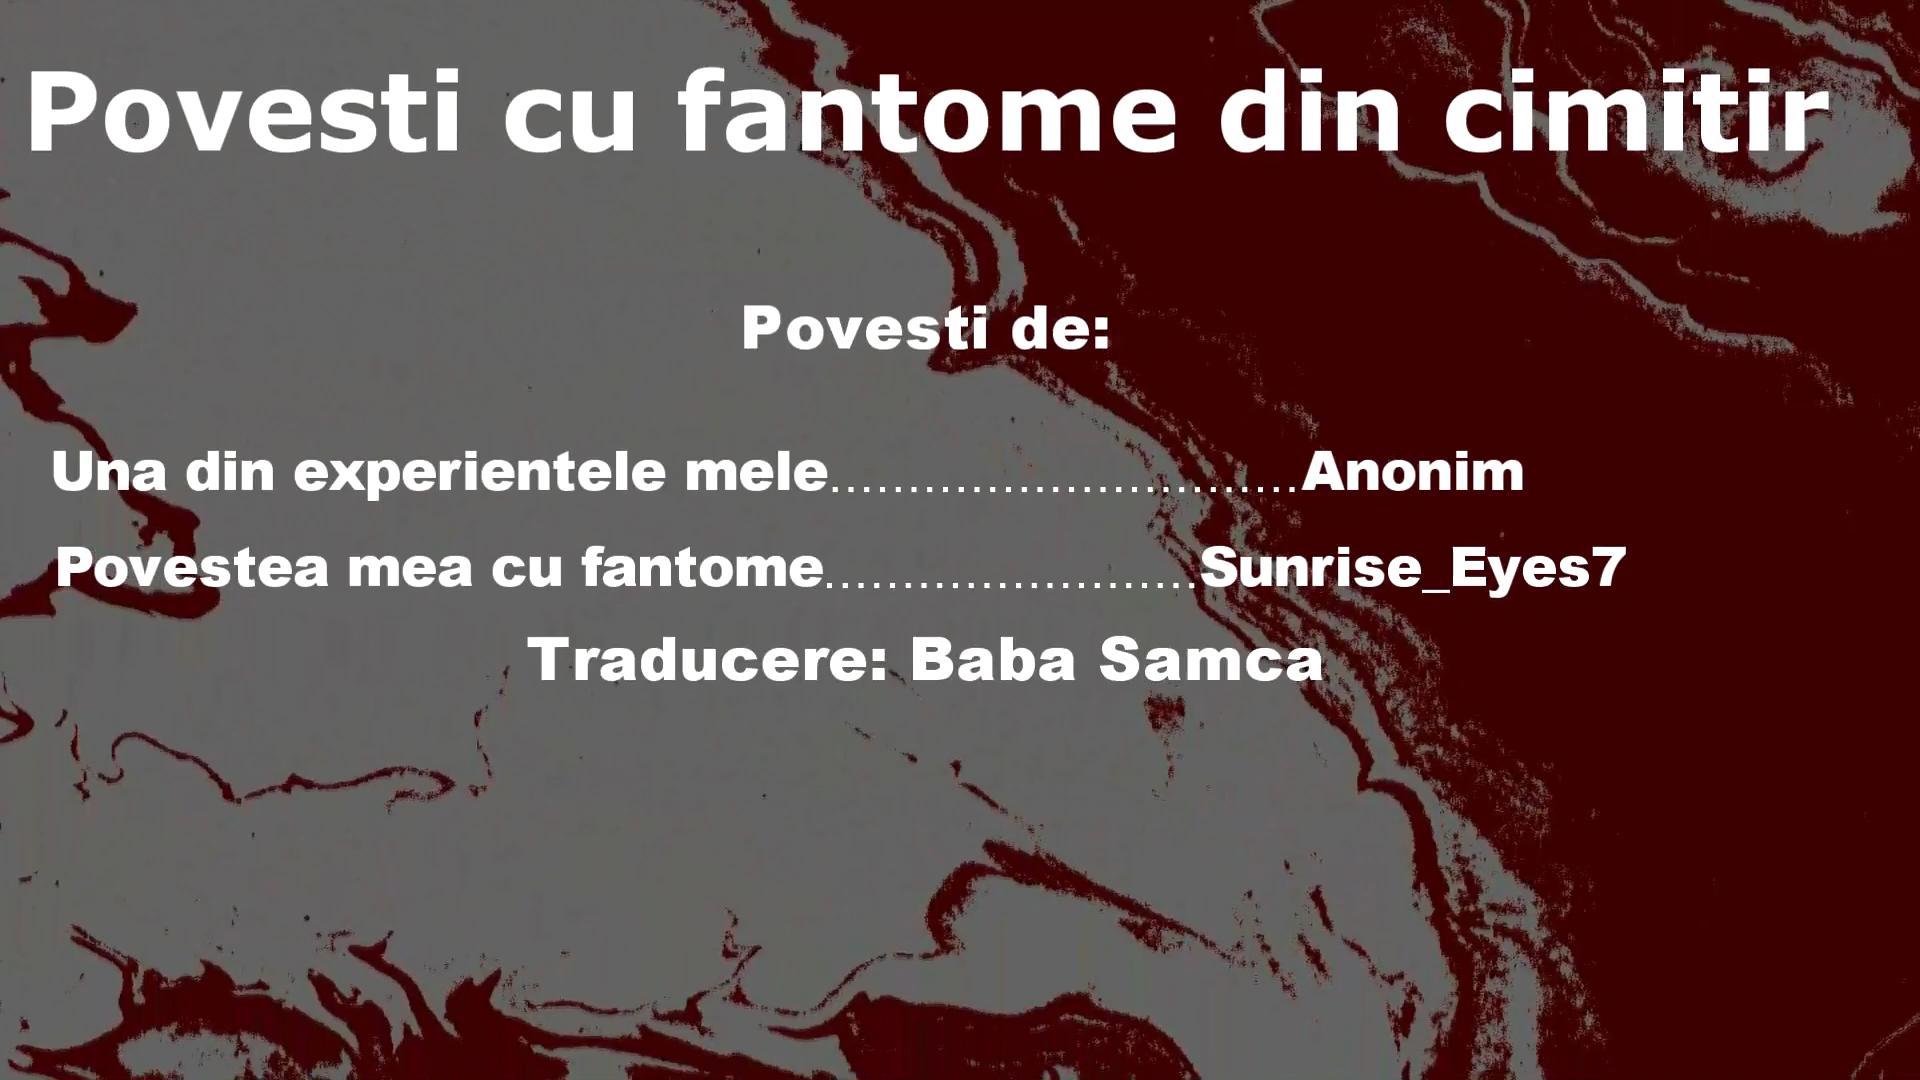 Povesti cu fantome din cimitir
Povesti de:
Una din experientele mele..............................Anonim
Povestea mea cu fantome........................Sunrise_Eyes7
Traducere: Baba Samca